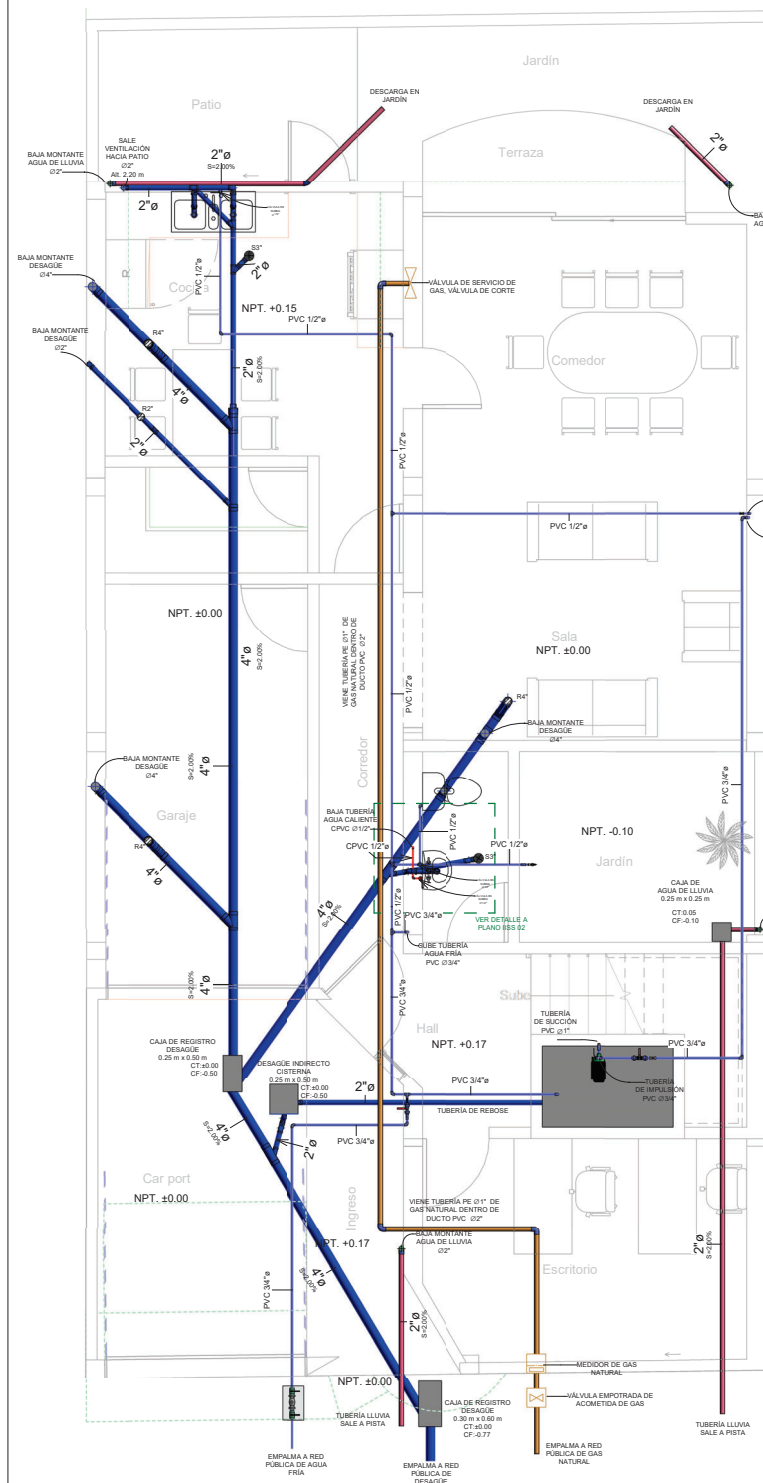 Jardín
DESCARGA EN
JARDÍN
DESCARGA EN
JARDÍN
Patio
Terraza
2"ø
BAJA MONTANTE
AGUA DE LLUVIA
Ø2"
SALE
VENTILACIÓN
HACIA PATIO
Ø2"
Alt. 2.20 m
2"ø
S=2.00%
2"ø
S3"
2"ø
BAJA MONTANTE
DESAGÜE
Ø4"
R
PVC 1/2"ø
NPT. +0.15
VÁLVULA DE SERVICIO DE
GAS, VÁLVULA DE CORTE
PVC 1/2"ø
BAJA MONTANTE
DESAGÜE
Ø2"
R4"
4"ø
2"ø
S=2.00%
Comedor
R2"
2"ø
PVC 1/2"ø
PVC 1/2"ø
NPT. ±0.00
4"ø
S=2.00%
VIENE TUBERÍA PE Ø1" DE
GAS NATURAL DENTRO DE
DUCTO PVC Ø2"
Sala
NPT. ±0.00
PVC 1/2"ø
R4"
BAJA MONTANTE
DESAGÜE
Ø4"
Corredor
BAJA MONTANTE
DESAGÜE
Ø4"
4"ø
S=2.00%
Garaje
PVC 3/4"ø
BAJA TUBERÍA
AGUA CALIENTE
CPVC Ø1/2"
PVC 1/2"ø
CPVC 1/2"ø
S3"
PVC 1/2"ø
NPT. -0.10
Jardín
R4"
4"ø
CAJA DE
AGUA DE LLUVIA
0.25 m x 0.25 m
CT:0.05
CF:-0.10
4"ø
PVC 1/2"ø
PVC 3/4"ø
VER DETALLE A
PLANO IISS 02
SUBE TUBERÍA
AGUA FRÍA
PVC Ø3/4"
4"ø
S=2.00%
PVC 3/4"ø
Sube
TUBERÍA
DE SUCCIÓN
PVC Ø1"
Hall
NPT. +0.17
PVC 3/4"ø
CAJA DE REGISTRO
DESAGÜE
0.25 m x 0.50 m
CT:±0.00
CF:-0.50
DESAGÜE INDIRECTO
CISTERNA
0.25 m x 0.50 m
CT:±0.00
CF:-0.50
2"ø
PVC 3/4"ø
TUBERÍA
DE IMPULSIÓN
PVC Ø3/4"
TUBERÍA DE REBOSE
4"ø
S=2.00%
2"ø
PVC 3/4"ø
Car port
NPT. ±0.00
Ingreso
VIENE TUBERÍA PE Ø1" DE
GAS NATURAL DENTRO DE
DUCTO PVC Ø2"
BAJA MONTANTE
AGUA DE LLUVIA
Ø2"
NPT. +0.17
4"ø
S=2.00%
PVC 3/4"ø
Escritorio
2"ø
S=2.00%
2"ø
S=2.00%
MEDIDOR DE GAS
NATURAL
NPT. ±0.00
CAJA DE REGISTRO
DESAGÜE
0.30 m x 0.60 m
CT:±0.00
CF:-0.77
VÁLVULA EMPOTRADA DE
ACOMETIDA DE GAS
TUBERÍA LLUVIA
SALE A PISTA
TUBERÍA LLUVIA
SALE A PISTA
EMPALMA A RED
PÚBLICA DE AGUA
FRÍA
EMPALMA A RED
PÚBLICA DE
DESAGÜE
EMPALMA A RED
PÚBLICA DE GAS
NATURAL